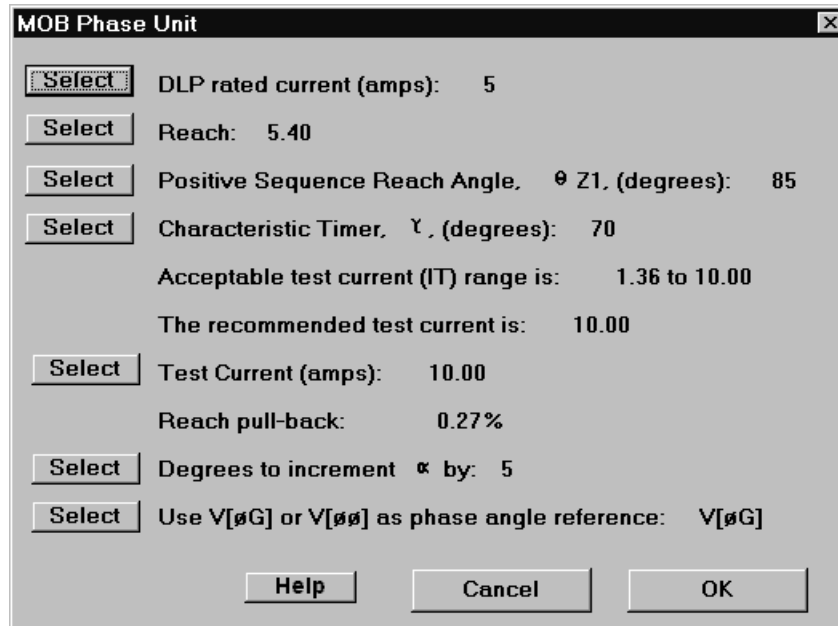 MOB Phase Unit
Select DLP rated current (amps): 5
Select Reach: 5.40
Select Positive Sequence Reach Angle, θ Z1, (degrees): 85
Select Characteristic Timer, ϒ, (degrees): 70
Acceptable test current (IT) range is: 1.36 to 10.00
The recommended test current is: 10.00
Select Test Current (amps): 10.00
Reach pull-back: 0.27%
Select Degrees to increment α by: 5
Select Use V[øG] or V[øø] as phase angle reference: V[øG]
Help Cancel OK